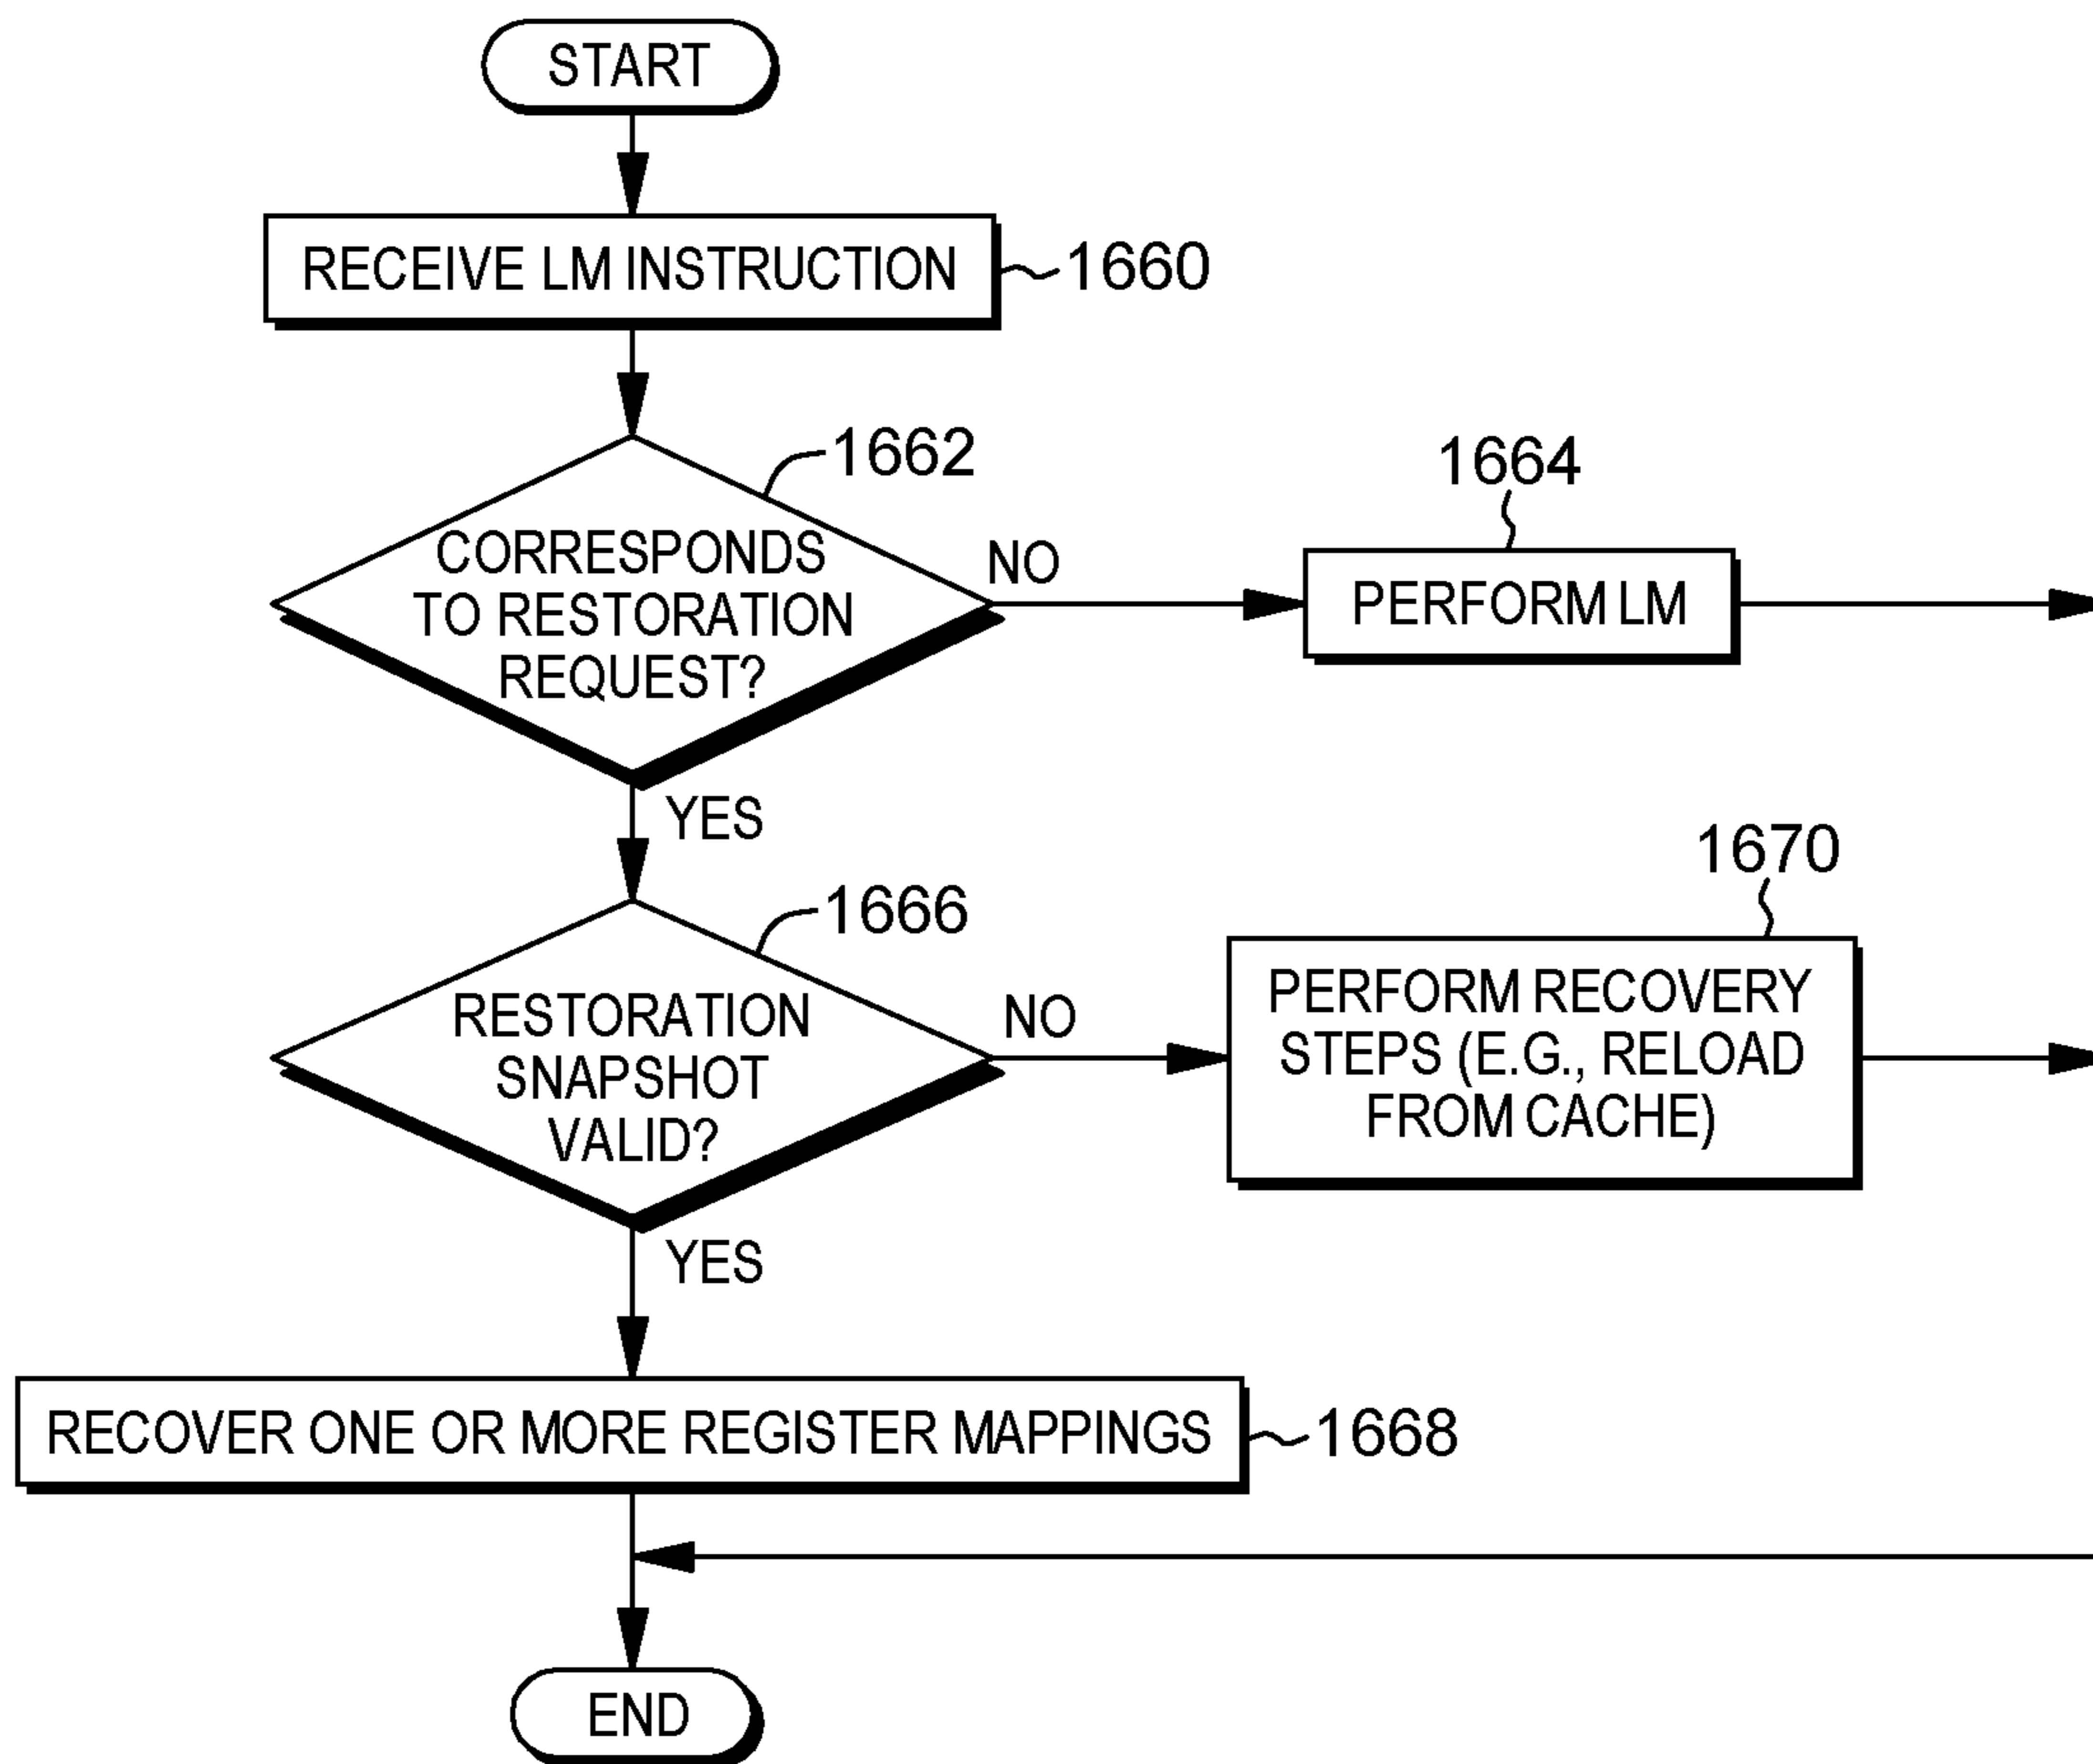 START
RECEIVE LM INSTRUCTION
1660
1662
CORRESPONDS
TO RESTORATION
REQUEST?
NO
1664
PERFORM LM
YES
1666
RESTORATION
SNAPSHOT
VALID?
NO
1670
PERFORM RECOVERY
STEPS (E.G., RELOAD
FROM CACHE)
YES
RECOVER ONE OR MORE REGISTER MAPPINGS
1668
END